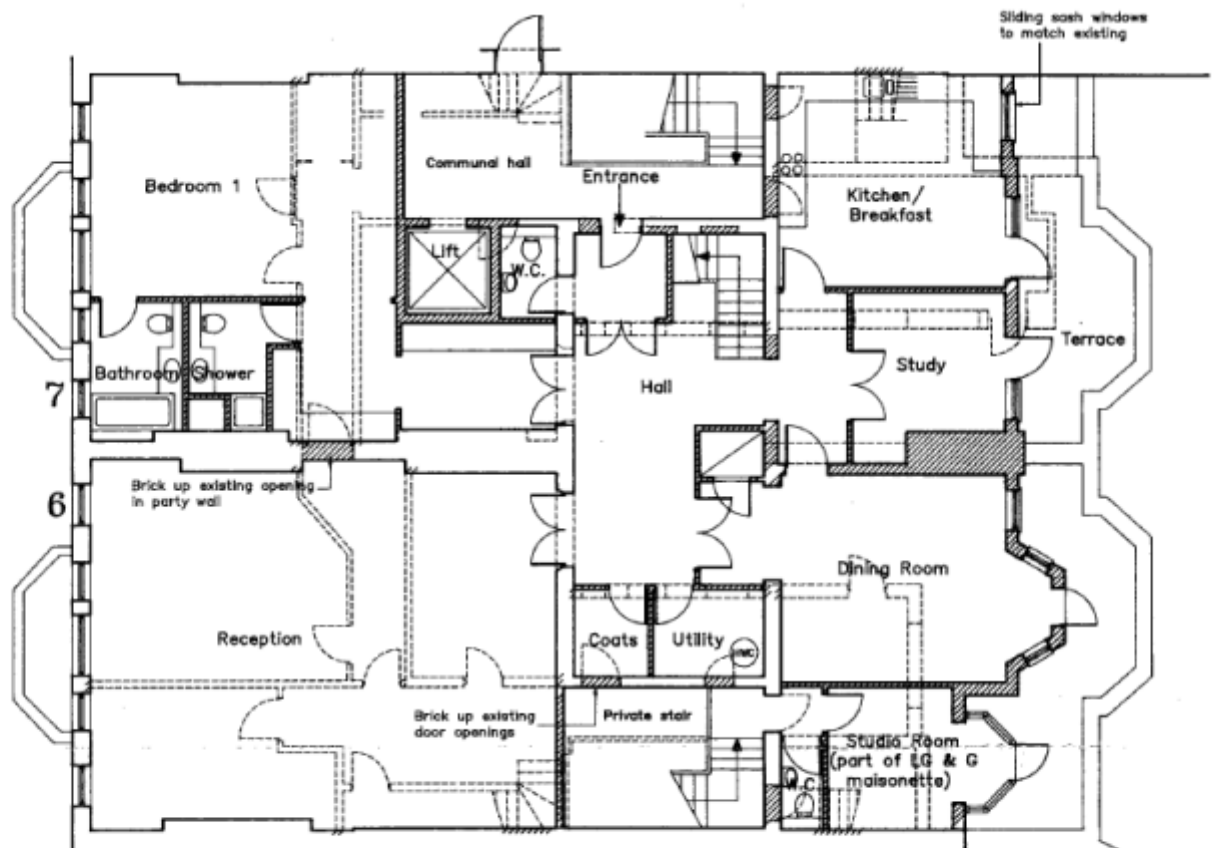 Sliding sash windows
to match existing
Communal hall
Entrance
Bedroom 1
Kitchen/
Breakfast
Lift
W.C.
Terrace
Bathroom
Shower
Hall
Study
7
Brick up existing opening
in party wall
6
Dining Room
Reception
Coats
Utility
HWC
Brick up existing
door openings
Private stair
Studio Room
(part of LG & G
maisonette)
W.C.